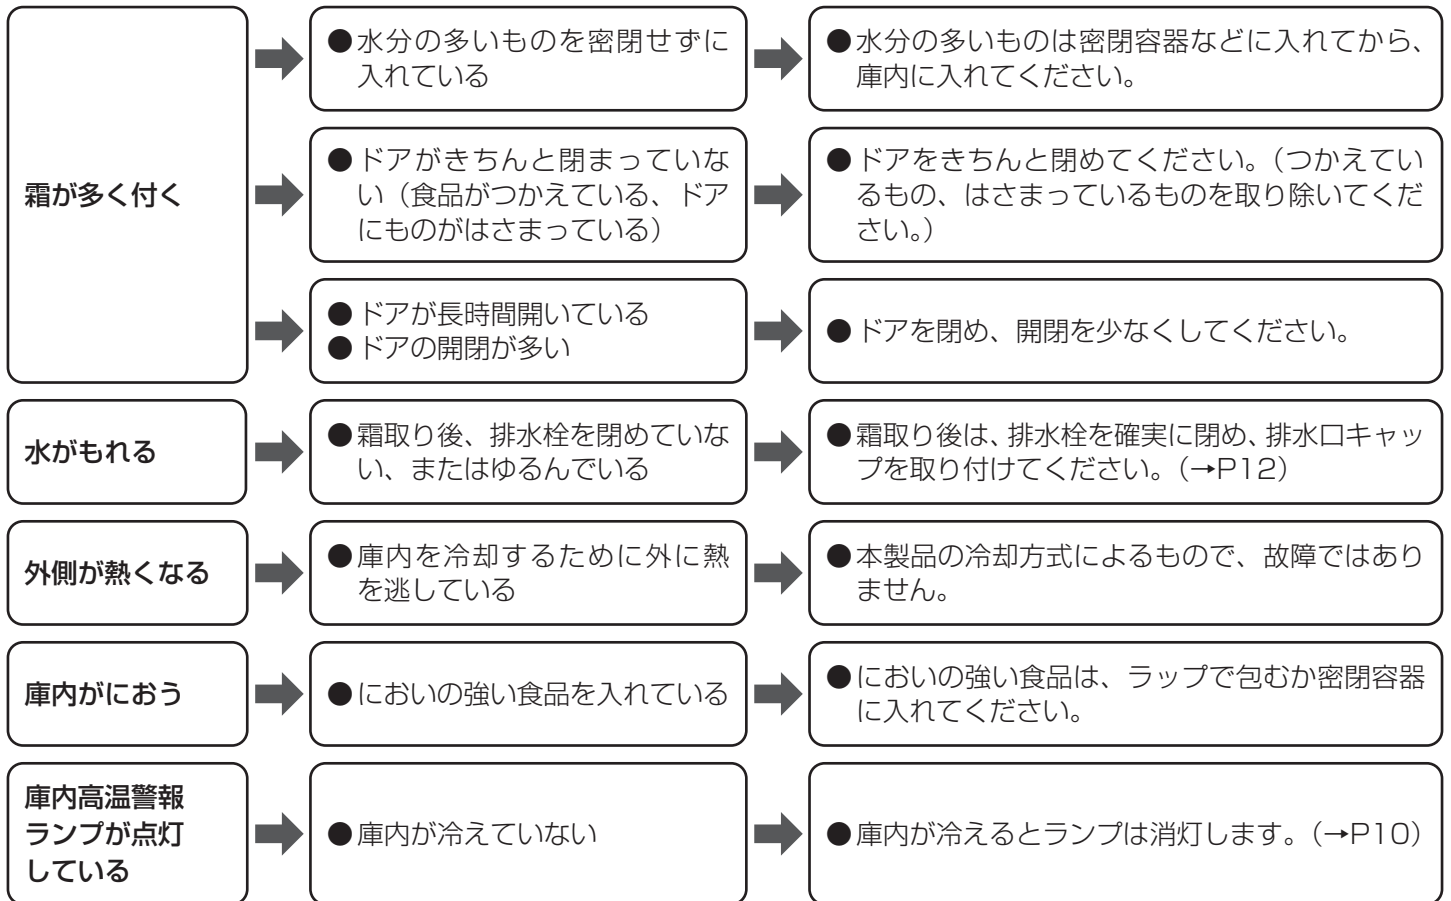 霜が多く付く
●水分の多いものを密閉せずに
入れている
●水分の多いものは密閉容器などに入れてから、
庫内に入れてください。
●ドアがきちんと閉まっていな
い（食品がつかえている、ドア
にものがはさまっている）
●ドアをきちんと閉めてください。（つかえてい
るもの、はさまっているものを取り除いてくだ
さい。）
●ドアが長時間開いている
●ドアの開閉が多い
●ドアを閉め、開閉を少なくしてください。
水がもれる
●霜取り後、排水栓を閉めていな
い、またはゆるんでいる
●霜取り後は、排水栓を確実に閉め、排水口キャッ
プを取り付けてください。（→P12）
外側が熱くなる
●庫内を冷却するために外に熱
を逃している
●本製品の冷却方式によるもので、故障ではあり
ません。
庫内がにおう
●においの強い食品を入れている
●においの強い食品は、ラップで包むか密閉容器
に入れてください。
庫内高温警報
ランプが点灯
している
●庫内が冷えていない
●庫内が冷えるとランプは消灯します。（→P10）